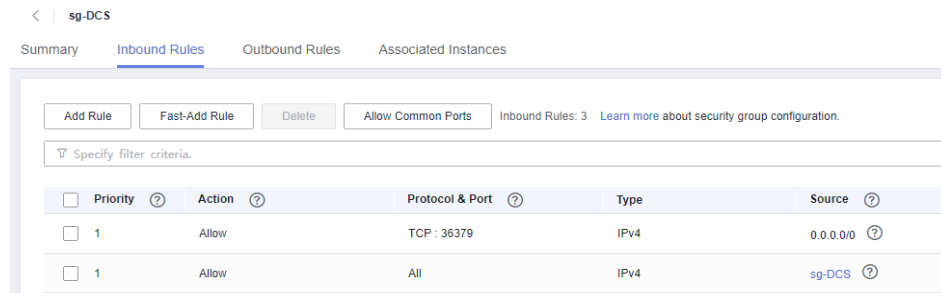 sg-DCS
Summary Inbound Rules Outbound Rules Associated Instances
Add Rule Fast-Add Rule Delete Allow Common Ports Inbound Rules: 3 Learn more about security group configuration.
Specify filter criteria.
Priority ? Action ? Protocol & Port ? Type Source ?
1 Allow TCP : 36379 IPv4 0.0.0.0/0 ?
1 Allow All IPv4 sg-DCS ?